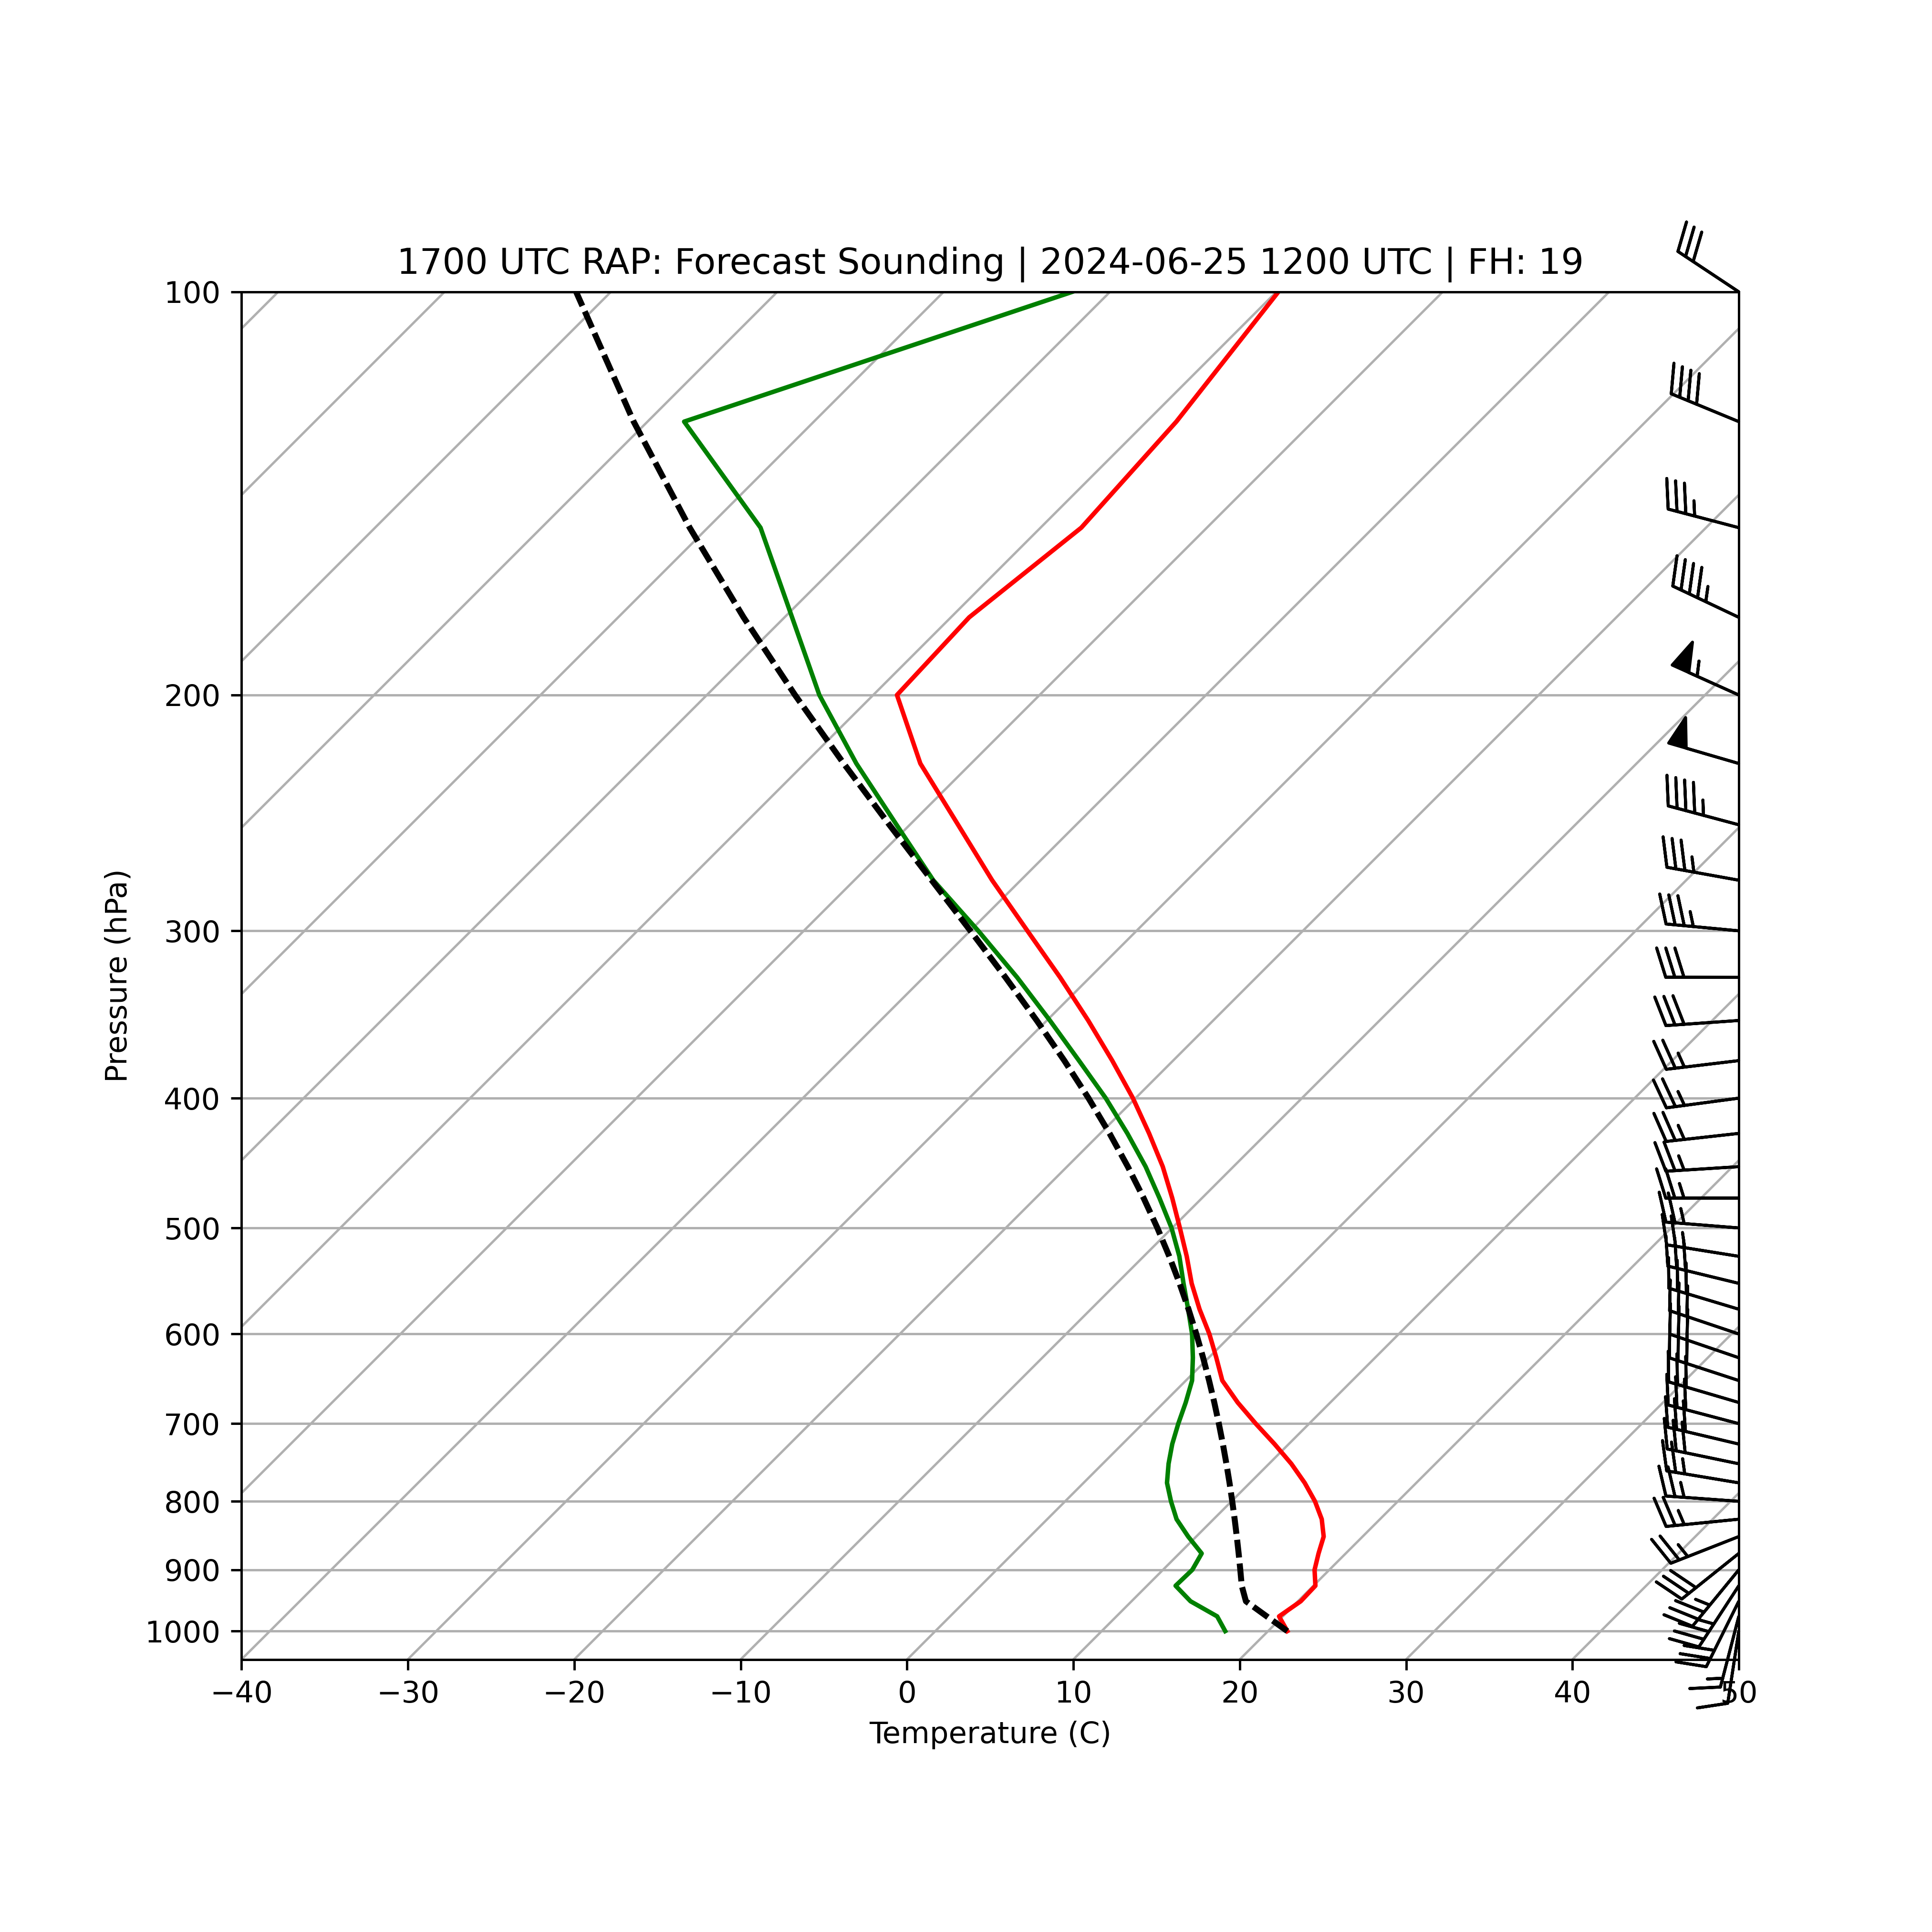 1700 UTC RAP: Forecast Sounding | 2024-06-25 1200 UTC | FH: 19
100
200
300
400
500
600
700
800
900
1000
Pressure (hPa)
−40 −30 −20 −10 0 10 20 30 40 50
Temperature (C)